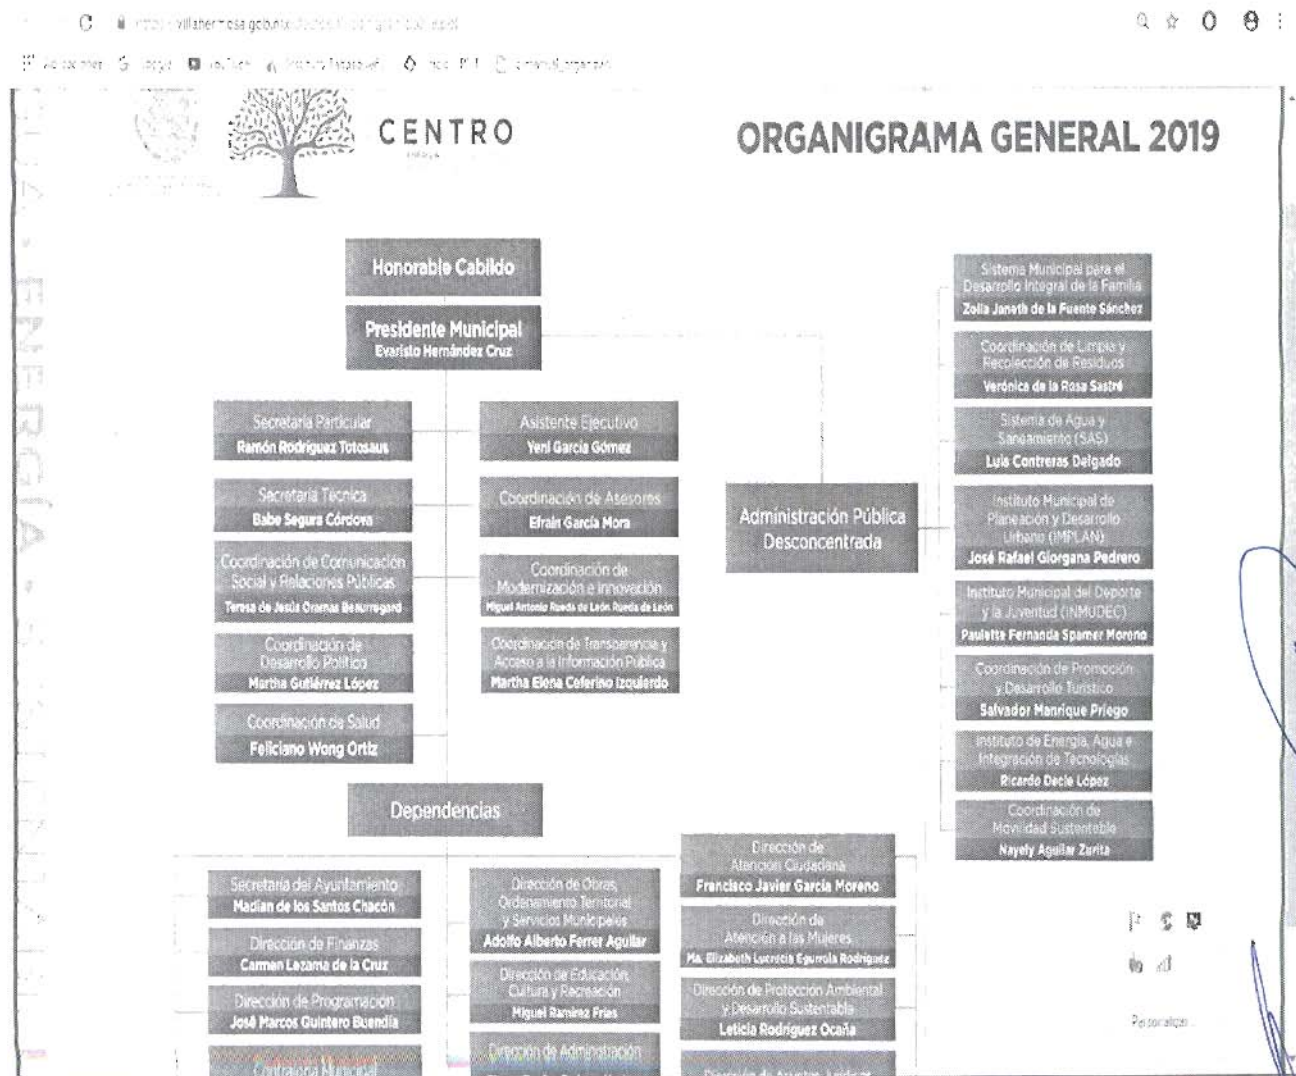 villahermosa.gob.mx
CENTRO
ORGANIGRAMA GENERAL 2019
ENERGÍA
Honorable Cabildo
Presidente Municipal
Evaristo Hernández Cruz
Secretaría Particular
Ramón Rodríguez Totosaus
Asistente Ejecutivo
Yeni García Gómez
Secretaría Técnica
Babe Segura Córdova
Coordinación de Asesores
Efraín García Mora
Coordinación de Comunicación
Social y Relaciones Públicas
Teresa de Jesús Oramas Beauregard
Coordinación de
Modernización e Innovación
Miguel Antonio Rueda de León Rueda de León
Coordinación de
Desarrollo Político
Martha Gutiérrez López
Coordinación de Transparencia y
Acceso a la Información Pública
Martha Elena Ceferino Izquierdo
Coordinación de Salud
Feliciano Wong Ortiz
Administración Pública
Desconcentrada
Sistema Municipal para el
Desarrollo Integral de la Familia
Zoila Janeth de la Fuente Sánchez
Coordinación de Limpia y
Recolección de Residuos
Verónica de la Rosa Sastré
Sistema de Agua y
Saneamiento (SAS)
Luis Contreras Delgado
Instituto Municipal de
Planeación y Desarrollo
Urbano (IMPLAN)
José Rafael Giorgana Pedrero
Instituto Municipal del Deporte
y la Juventud (INMUDEC)
Paulette Fernanda Spamer Moreno
Coordinación de Promoción
y Desarrollo Turístico
Salvador Manrique Priego
Instituto de Energía, Agua e
Integración de Tecnologías
Ricardo Decle López
Coordinación de
Movilidad Sustentable
Nayely Aguilar Zurita
Dependencias
Secretaría del Ayuntamiento
Madian de los Santos Chacón
Dirección de Finanzas
Carmen Lezama de la Cruz
Dirección de Programación
José Marcos Quintero Buendía
Contraloría Municipal
Dirección de Obras,
Ordenamiento Territorial
y Servicios Municipales
Adolfo Alberto Ferrer Aguilar
Dirección de Educación,
Cultura y Recreación
Miguel Ramírez Frías
Dirección de Administración
Dirección de
Atención Ciudadana
Francisco Javier García Moreno
Dirección de
Atención a las Mujeres
Ma. Elizabeth Lucrecia Egurrola Rodríguez
Dirección de Protección Ambiental
y Desarrollo Sustentable
Leticia Rodríguez Ocaña
Dirección de Asuntos Jurídicos
Personalizar...